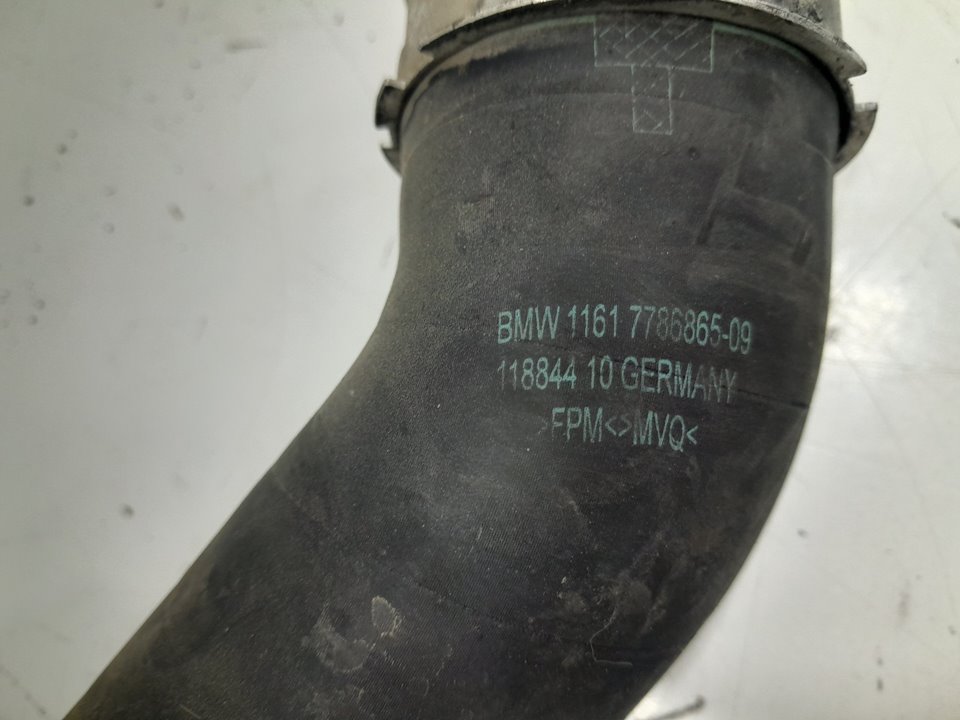 BMW 1161 7786865-09
118844 10 GERMANY
>FPM<>MVQ<